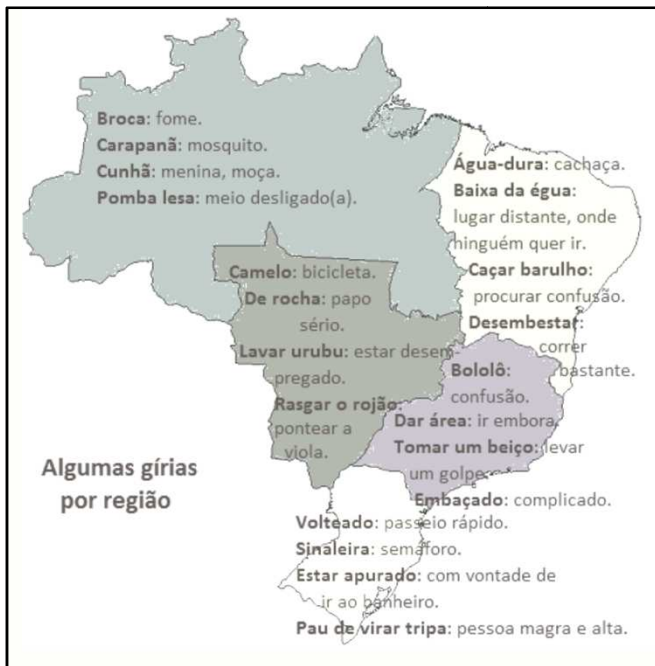 Broca: fome.
Carapanã: mosquito.
Cunhã: menina, moça.
Pomba lesa: meio desligado(a).
Água-dura: cachaça.
Baixa da égua:
lugar distante, onde
ninguém quer ir.
Caçar barulho:
procurar confusão.
Desembestar:
correr
bastante.
Camelo: bicicleta.
De rocha: papo
sério.
Lavar urubu: estar desem-
pregado.
Rasgar o rojão:
pontear a
viola.
Bololô:
confusão.
Dar área: ir embora.
Tomar um beiço: levar
um golpe.
Embaçado: complicado.
Algumas gírias
por região
Volteado: passeio rápido.
Sinaleira: semáforo.
Estar apurado: com vontade de
ir ao banheiro.
Pau de virar tripa: pessoa magra e alta.